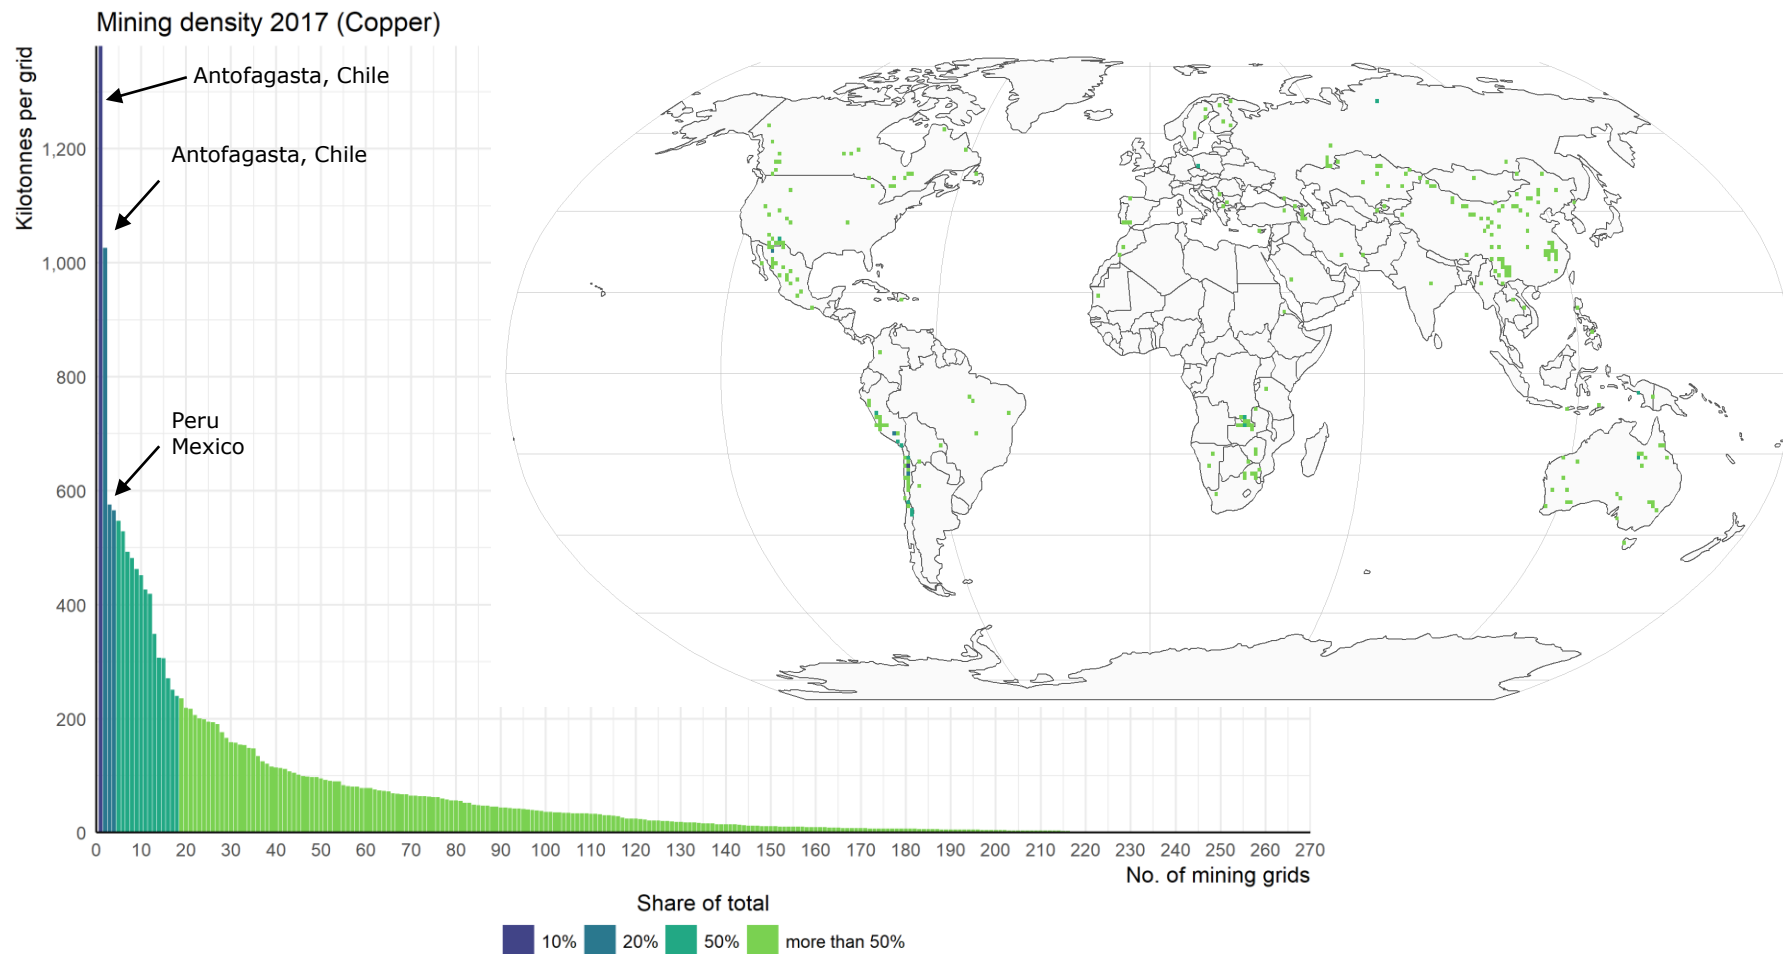 Mining density 2017 (Copper)
Kilotonnes per grid
Antofagasta, Chile
Antofagasta, Chile
Peru
Mexico
1,200
1,000
800
600
400
200
0
0 10 20 30 40 50 60 70 80 90 100 110 120 130 140 150 160 170 180 190 200 210 220 230 240 250 260 270
No. of mining grids
Share of total
10% 20% 50% more than 50%